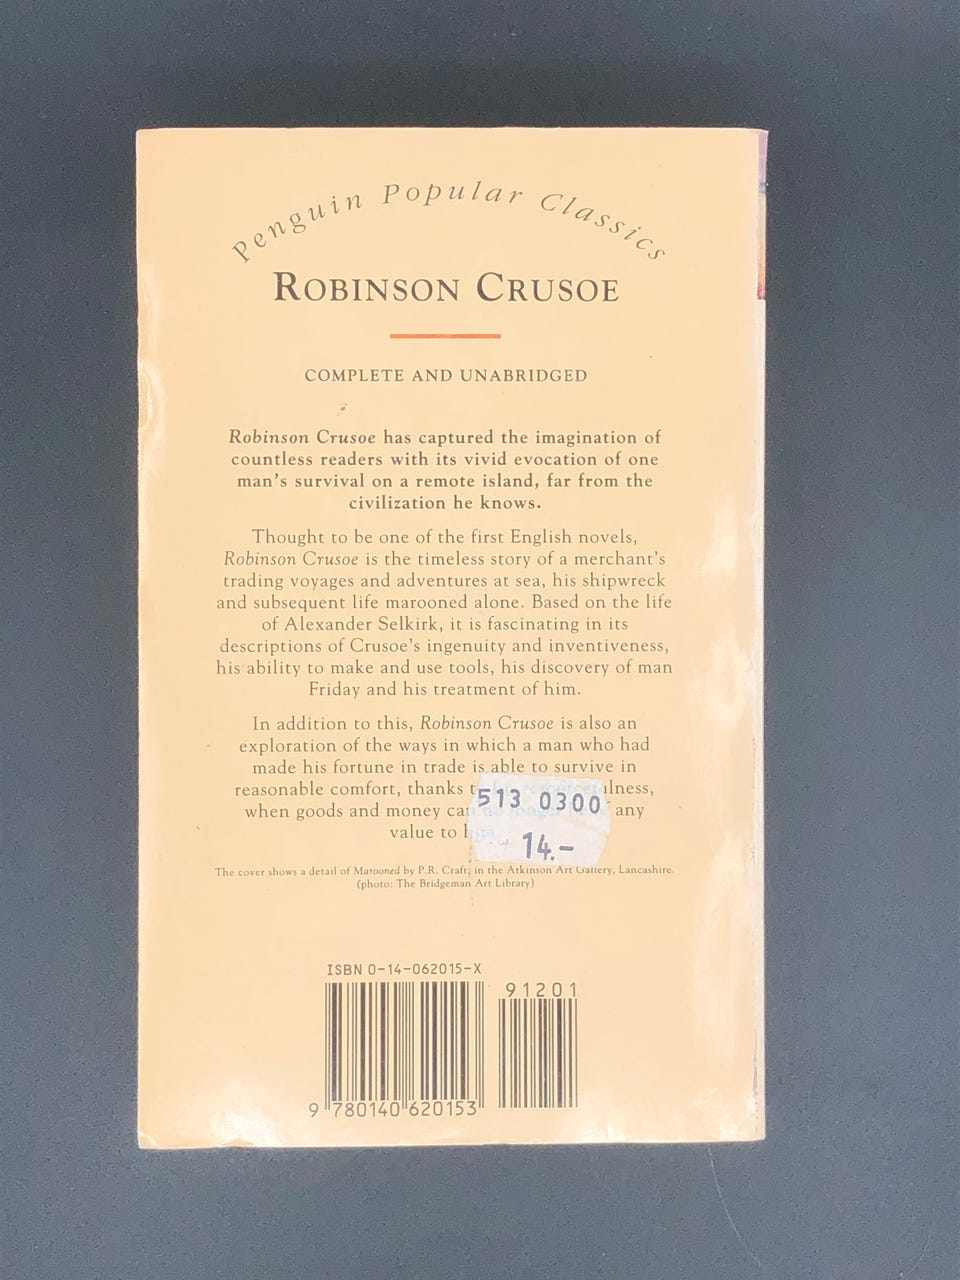 Penguin Popular Classics
ROBINSON CRUSOE
COMPLETE AND UNABRIDGED
Robinson Crusoe has captured the imagination of
countless readers with its vivid evocation of one
man's survival on a remote island, far from the
civilization he knows.
Thought to be one of the first English novels,
Robinson Crusoe is the timeless story of a merchant's
trading voyages and adventures at sea, his shipwreck
and subsequent life marooned alone. Based on the life
of Alexander Selkirk, it is fascinating in its
descriptions of Crusoe's ingenuity and inventiveness,
his ability to make and use tools, his discovery of man
Friday and his treatment of him.
In addition to this, Robinson Crusoe is also an
exploration of the ways in which a man who had
made his fortune in trade is able to survive in
reasonable comfort, thanks
when goods and money any
value to
513 0300
14.-
The cover shows a detail of Marooned by P.R. Craft, in the Atkinson Art Gallery, Lancashire.
(photo: The Bridgeman Art Library)
ISBN 0-14-062015-X
91201
9 780140 620153